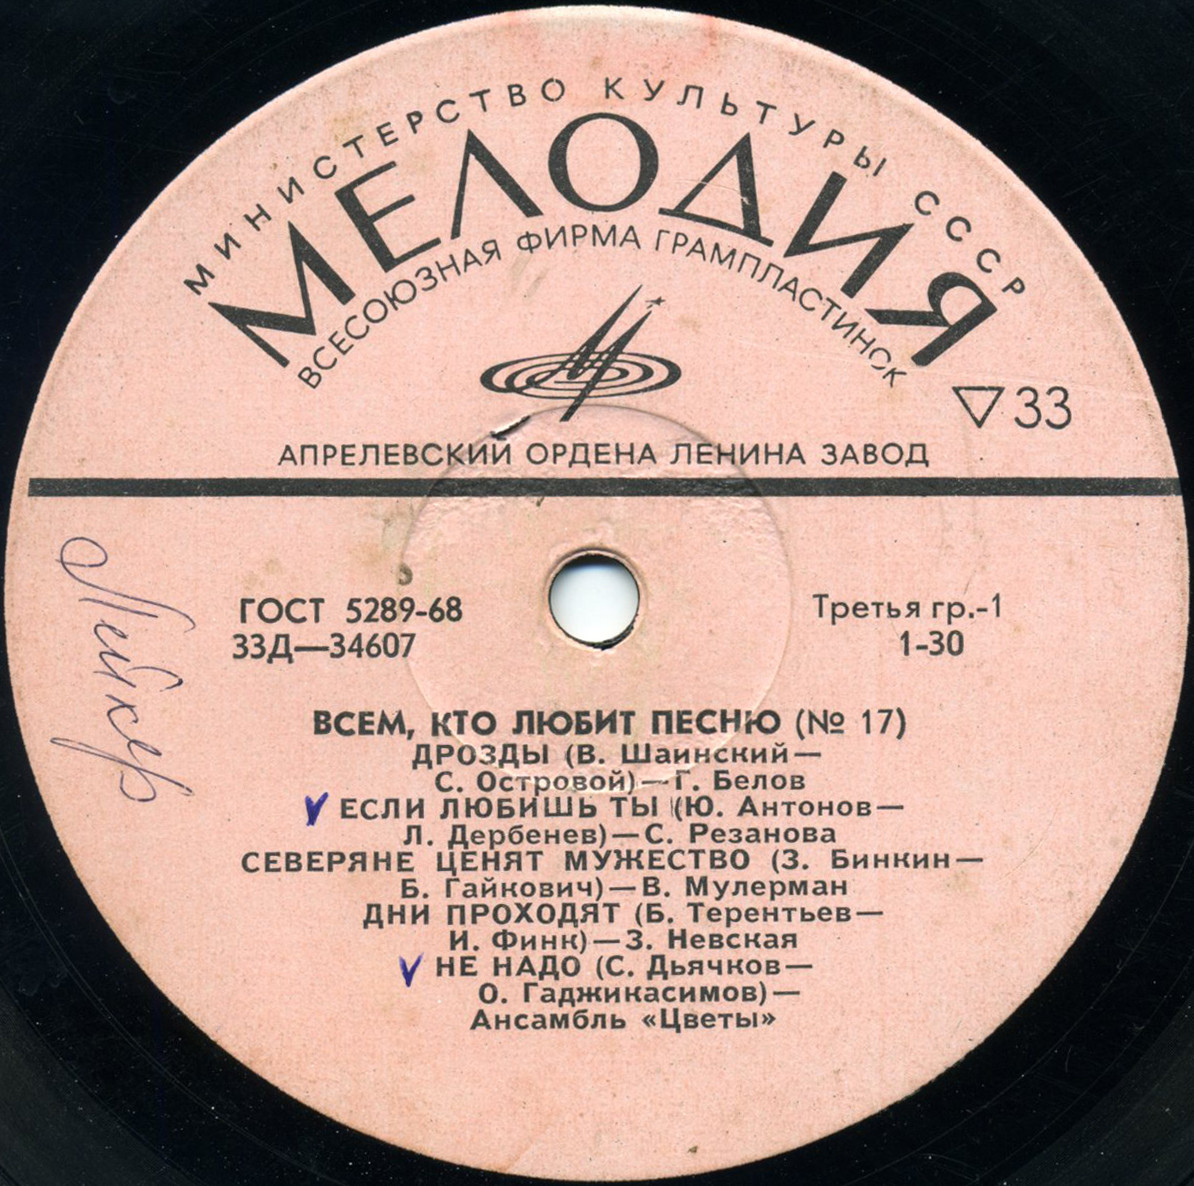 МИНИСТЕРСТВО КУЛЬТУРЫ СССР
МЕЛОДИЯ
ВСЕСОЮЗНАЯ ФИРМА ГРАМПЛАСТИНОК
33
АПРЕЛЕВСКИЙ ОРДЕНА ЛЕНИНА ЗАВОД
Лейкер
ГОСТ 5289-68
33Д—34607
Третья гр.-1
1-30
ВСЕМ, КТО ЛЮБИТ ПЕСНЮ (№ 17)
ДРОЗДЫ (В. Шаинский—
С. Островой)—Г. Белов
ЕСЛИ ЛЮБИШЬ ТЫ (Ю. Антонов—
Л. Дербенев)—С. Резанова
СЕВЕРЯНЕ ЦЕНЯТ МУЖЕСТВО (З. Бинкин—
Б. Гайкович)—В. Мулерман
ДНИ ПРОХОДЯТ (Б. Терентьев—
И. Финк)—З. Невская
НЕ НАДО (С. Дьячков—
О. Гаджикасимов)—
Ансамбль «Цветы»